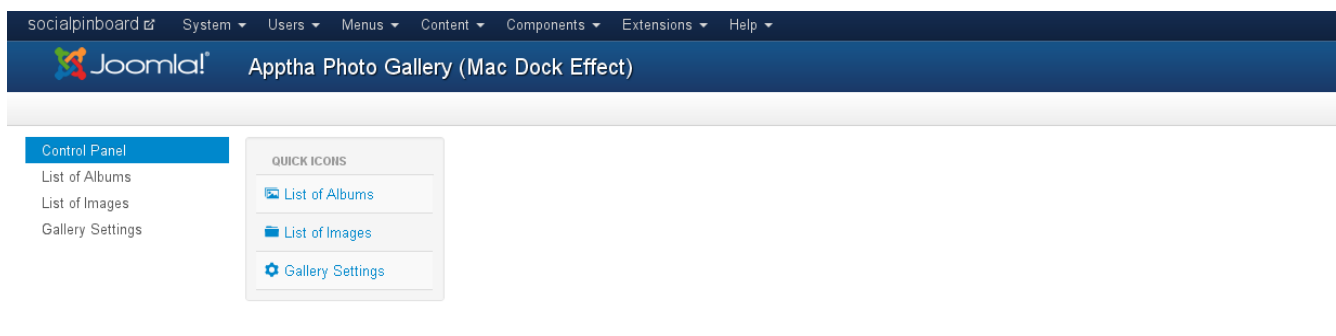 socialpinboard System Users Menus Content Components Extensions Help
Joomla!® Apptha Photo Gallery (Mac Dock Effect)
Control Panel
List of Albums
List of Images
Gallery Settings
QUICK ICONS
List of Albums
List of Images
Gallery Settings